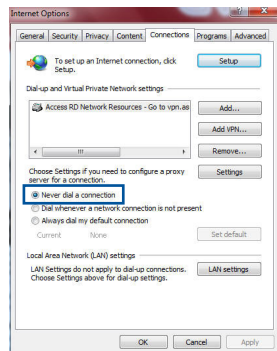 Internet Options
General Security Privacy Content Connections Programs Advanced
To set up an Internet connection, click
Setup.
Setup
Dial-up and Virtual Private Network settings
Access RD Network Resources - Go to vpn.as
Add...
Add VPN...
Remove...
Choose Settings if you need to configure a proxy
server for a connection.
Settings
Never dial a connection
Dial whenever a network connection is not present
Always dial my default connection
Current None
Set default
Local Area Network (LAN) settings
LAN Settings do not apply to dial-up connections.
Choose Settings above for dial-up settings.
LAN settings
OK Cancel Apply